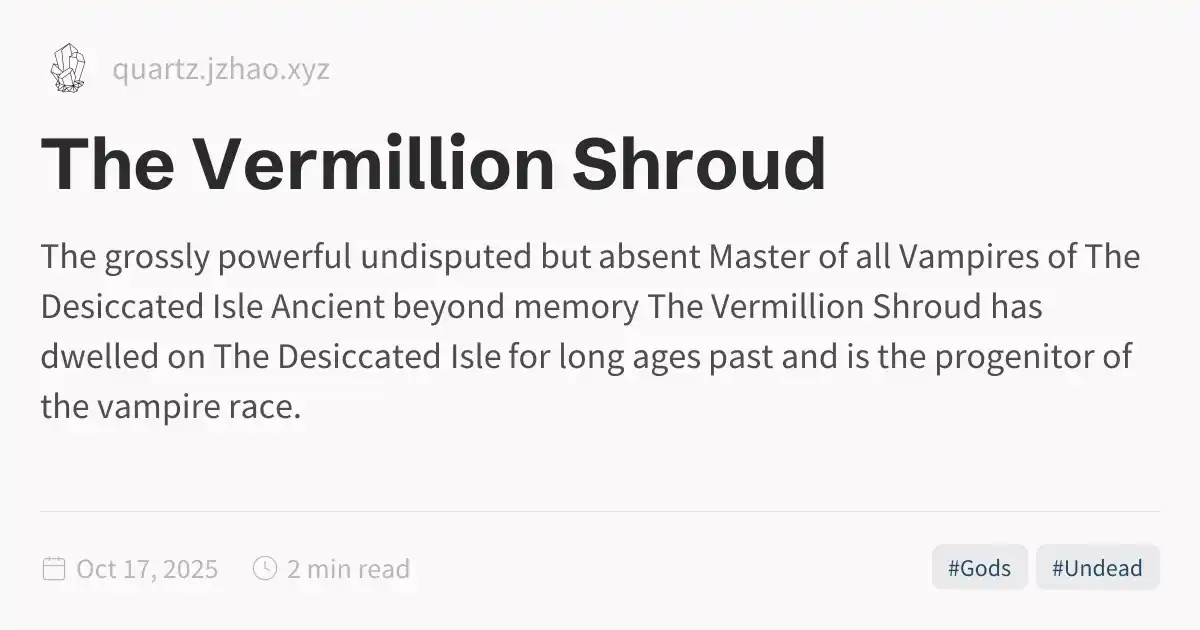 quartz.jzhao.xyz
The Vermillion Shroud
The grossly powerful undisputed but absent Master of all Vampires of The
Desiccated Isle Ancient beyond memory The Vermillion Shroud has
dwelled on The Desiccated Isle for long ages past and is the progenitor of
the vampire race.
Oct 17, 2025 2 min read #Gods #Undead